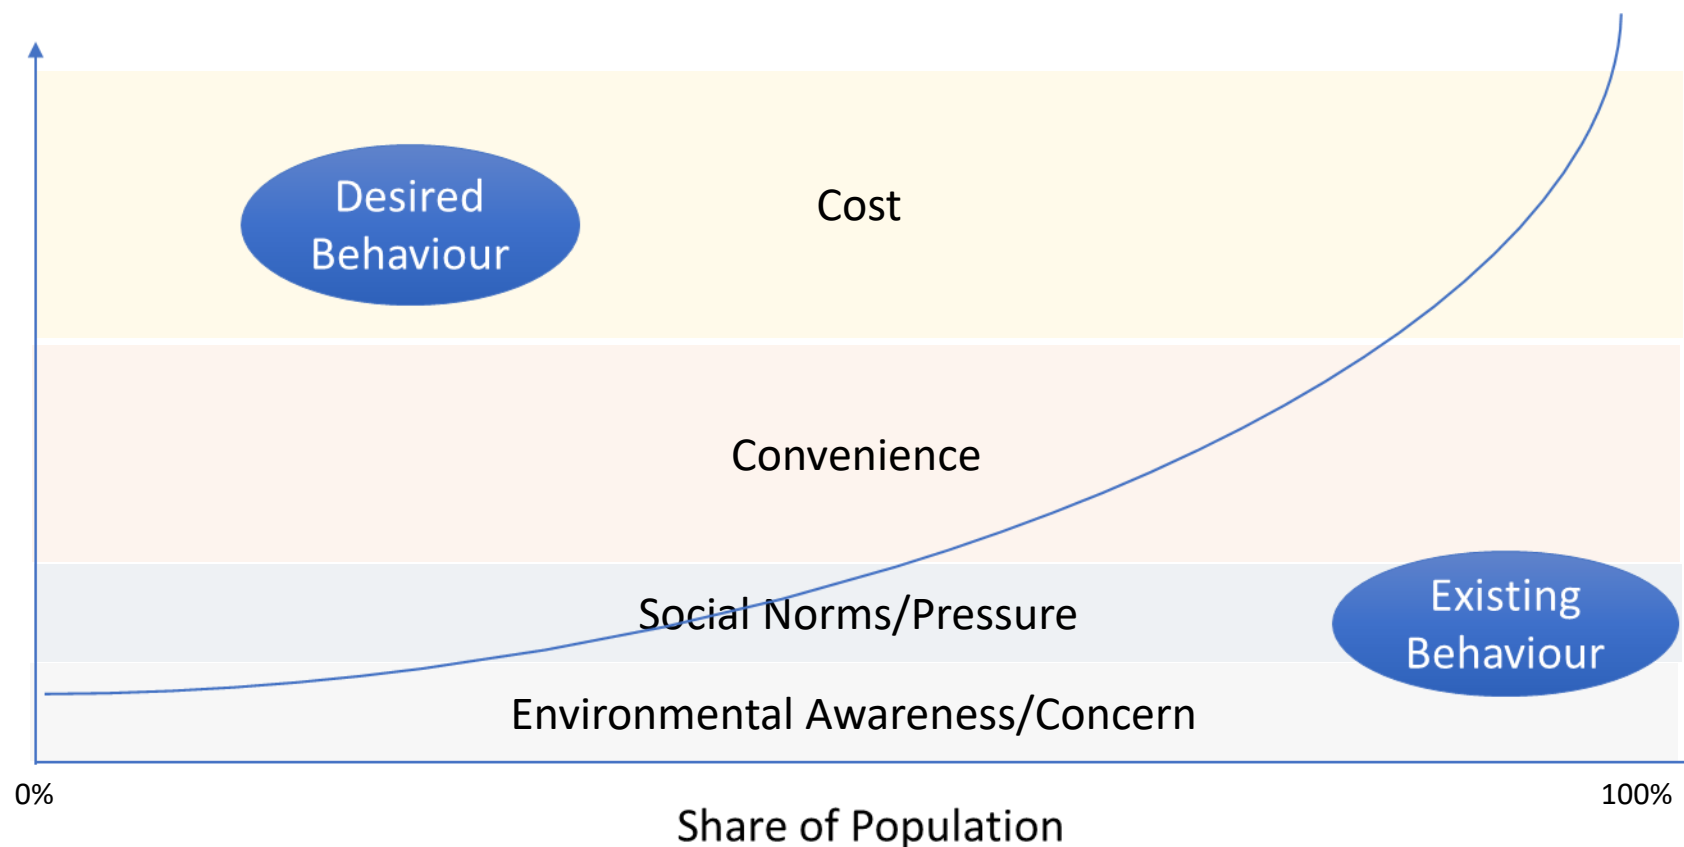 Desired
Behaviour
Cost
Convenience
Social Norms/Pressure
Existing
Behaviour
Environmental Awareness/Concern
0%
100%
Share of Population